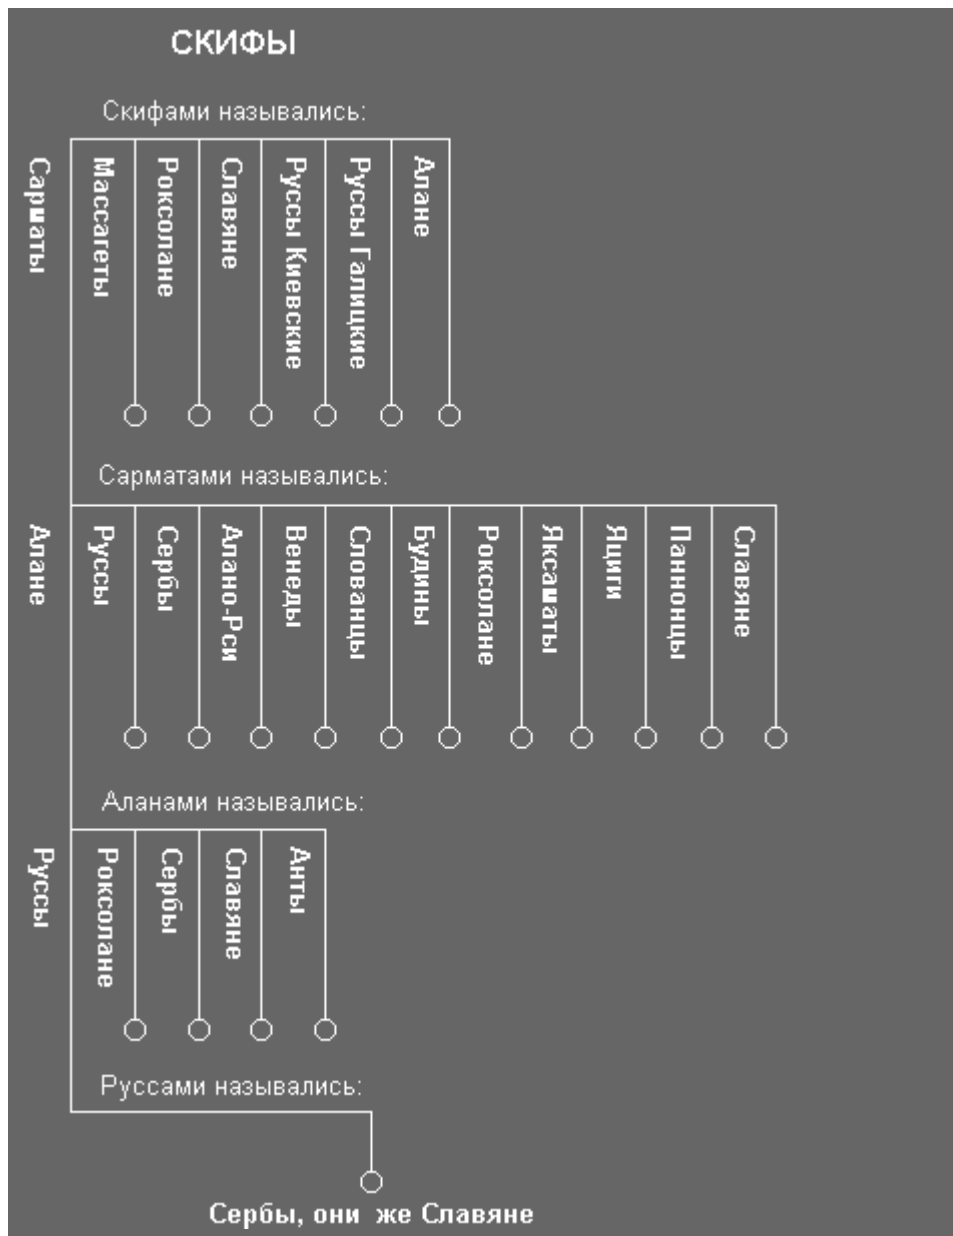 СКИФЫ
Скифами назывались:
Сарматы
Массагеты
Роксолане
Славяне
Руссы Киевские
Руссы Галицкие
Алане
Сарматами назывались:
Алане
Руссы
Сербы
Алано-Рси
Венеды
Слованцы
Будины
Роксолане
Яксаматы
Яциги
Паннонцы
Славяне
Аланами назывались:
Руссы
Роксолане
Сербы
Славяне
Анты
Руссами назывались:
Сербы, они же Славяне